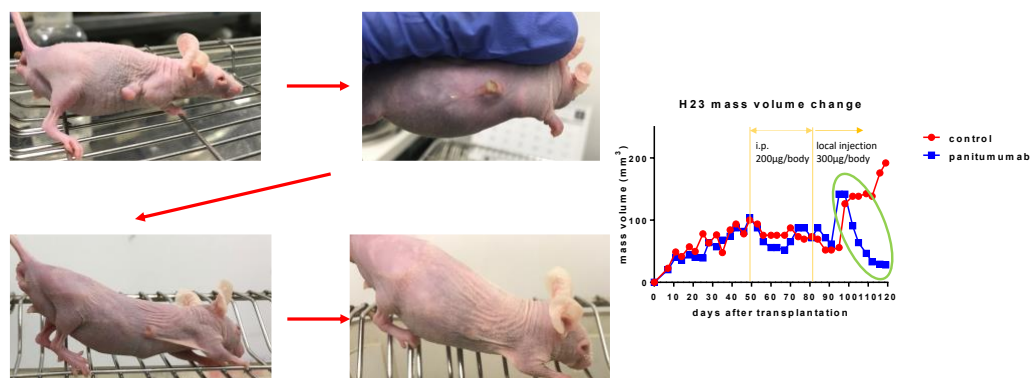 H23 mass volume change
i.p.
200µg/body
local injection
300µg/body
control
panitumumab
mass volume (mm³)
200
100
0
0 10 20 30 40 50 60 70 80 90 100 110 120
days after transplantation